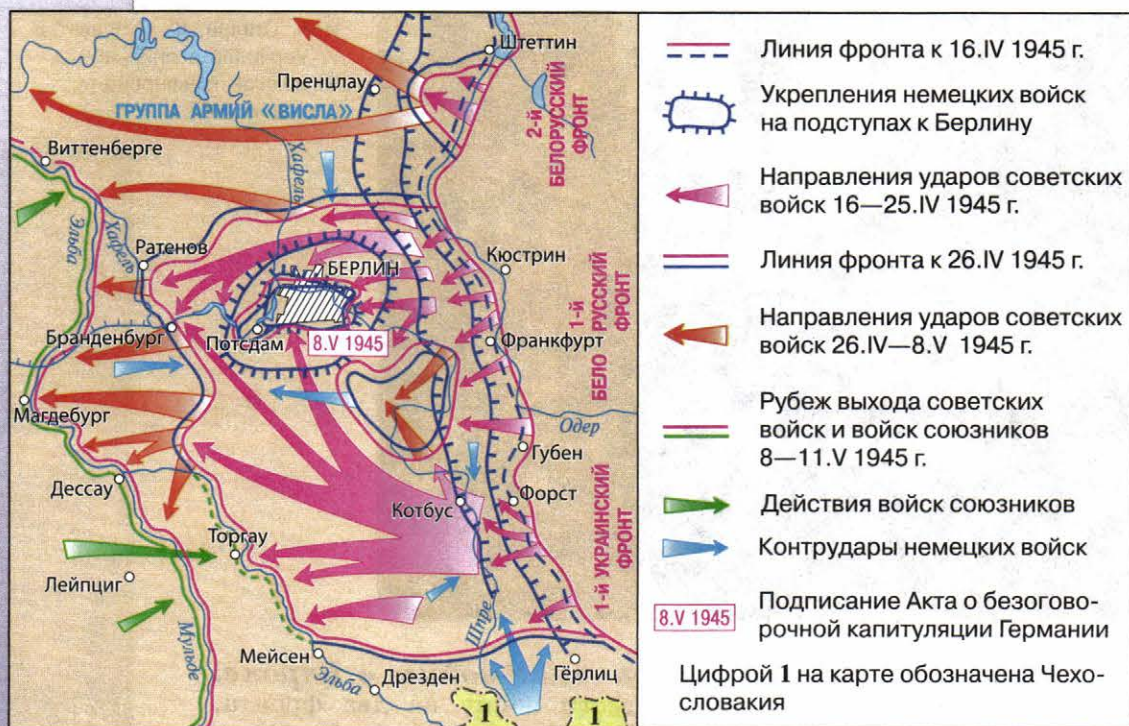 Штеттин
Пренцлау
ГРУППА АРМИЙ «ВИСЛА»
2-й
БЕЛОРУССКИЙ
ФРОНТ
Виттенберге
Хафель
Эльба
Хафель
Ратенов
Кюстрин
БЕРЛИН
1-й
БЕЛО РУССКИЙ
ФРОНТ
Бранденбург
Потсдам
8.V 1945
Франкфурт
Магдебург
Одер
Губен
Дессау
Котбус
Форст
1-й УКРАИНСКИЙ
ФРОНТ
Торгау
Лейпциг
Шпре
Мульде
Мейсен
Эльба
Дрезден
Гёрлиц
1
1
Линия фронта к 16.IV 1945 г.
Укрепления немецких войск
на подступах к Берлину
Направления ударов советских
войск 16—25.IV 1945 г.
Линия фронта к 26.IV 1945 г.
Направления ударов советских
войск 26.IV—8.V 1945 г.
Рубеж выхода советских
войск и войск союзников
8—11.V 1945 г.
Действия войск союзников
Контрудары немецких войск
8.V 1945
Подписание Акта о безогово-
рочной капитуляции Германии
Цифрой 1 на карте обозначена Чехо-
словакия